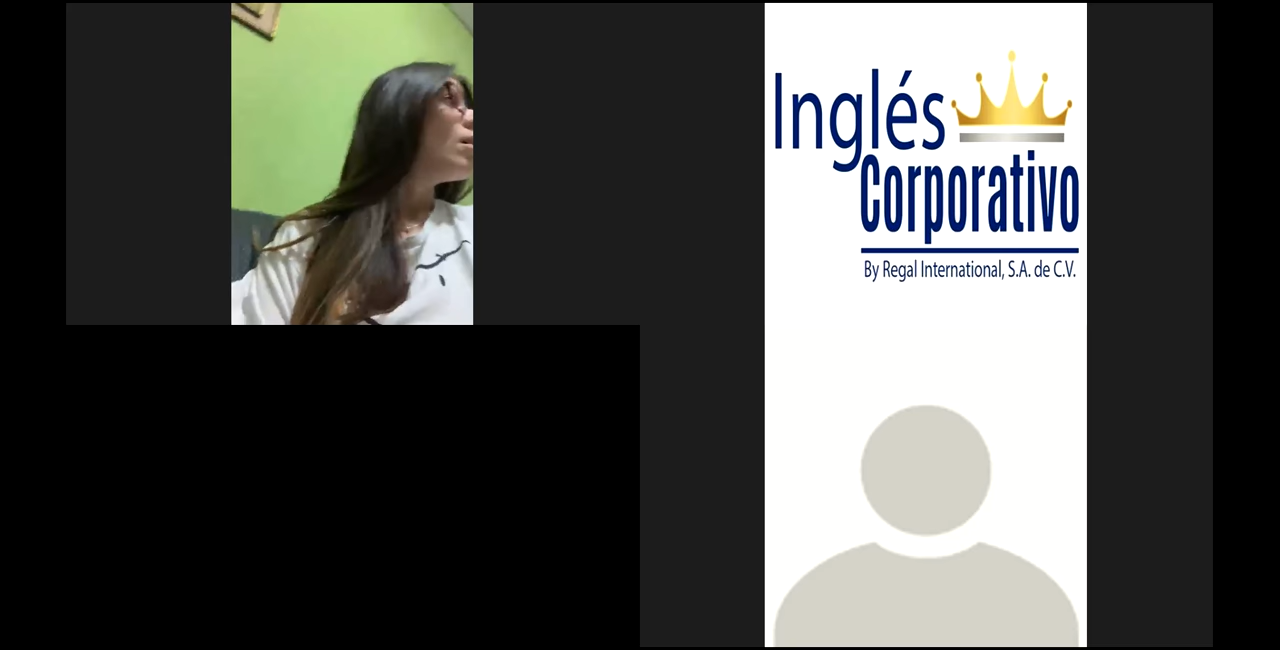 Inglés
Corporativo
By Regal International, S.A. de C.V.